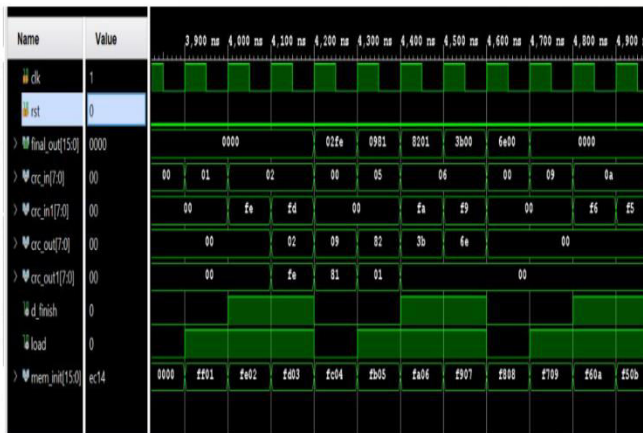 Name Value 3,900 ns 4,000 ns 4,100 ns 4,200 ns 4,300 ns 4,400 ns 4,500 ns 4,600 ns 4,700 ns 4,800 ns 4,900
clk 1
rst 0
final_out[15:0] 0000 0000 02fe 0981 8201 3b00 6e00 0000
crc_in[7:0] 00 00 01 02 00 05 06 00 09 0a
crc_in1[7:0] 00 00 fe fd 00 fa f9 00 f6 f5
crc_out[7:0] 00 00 02 09 82 3b 6e 00
crc_out1[7:0] 00 00 fe 81 01 00
d_finish 0
load 0
mem_init[15:0] ec14 0000 ff01 fe02 fd03 fc04 fb05 fa06 f907 f808 f709 f60a f50b